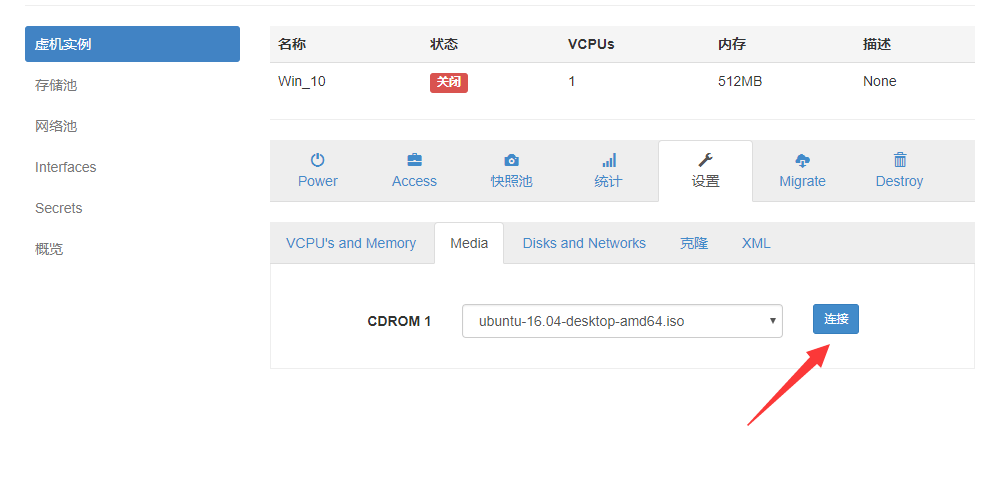 虚机实例
存储池
网络池
Interfaces
Secrets
概览
名称 状态 VCPUs 内存 描述
Win_10 关闭 1 512MB None
Power Access 快照池 统计 设置 Migrate Destroy
VCPU's and Memory Media Disks and Networks 克隆 XML
CDROM 1 ubuntu-16.04-desktop-amd64.iso 连接